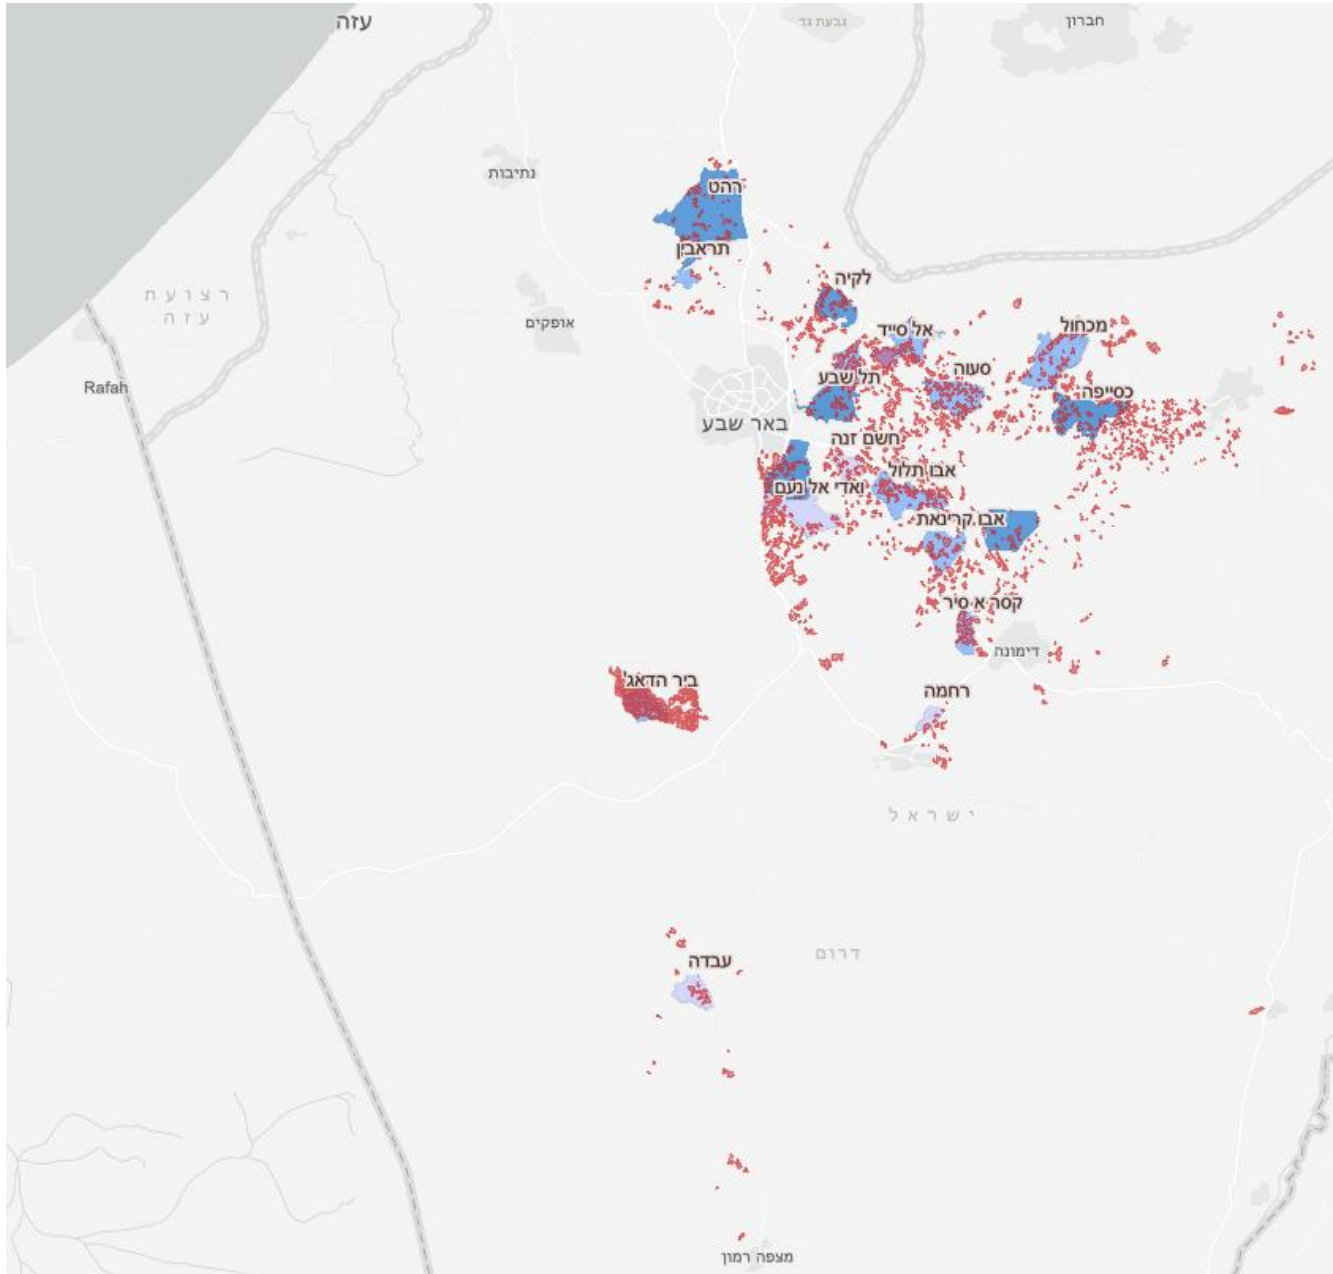 עזה
גבעת גד
חברון
נתיבות
רהט
תראבין
רצועת
עזה
לקיה
אופקים
אל סייד
מכחול
סעוה
תל שבע
Rafah
כסייפה
באר שבע
חשם זנה
אבו תלול
ואדי אל נעם
אבו קרינאת
קסר א סיר
דימונה
ביר הדאג'
רחמה
ישראל
דרום
עבדה
מצפה רמון